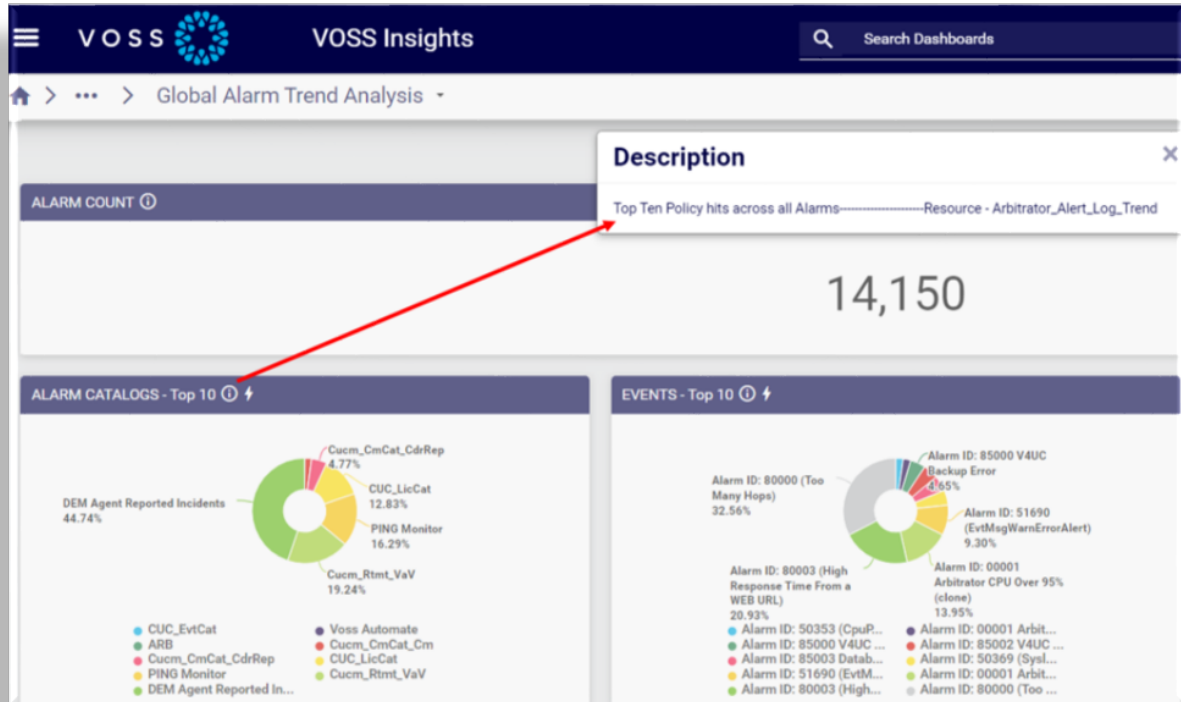 VOSS
VOSS Insights
Search Dashboards
> ... > Global Alarm Trend Analysis
Description
×
Top Ten Policy hits across all Alarms---------------------Resource - Arbitrator_Alert_Log_Trend
ALARM COUNT
14,150
ALARM CATALOGS - Top 10
Cucm_CmCat_CdrRep
4.77%
CUC_LicCat
12.83%
DEM Agent Reported Incidents
44.74%
PING Monitor
16.29%
Cucm_Rtmt_VaV
19.24%
CUC_EvtCat
Voss Automate
ARB
Cucm_CmCat_Cm
Cucm_CmCat_CdrRep
CUC_LicCat
PING Monitor
Cucm_Rtmt_VaV
DEM Agent Reported In...
EVENTS - Top 10
Alarm ID: 85000 V4UC
Backup Error
4.65%
Alarm ID: 80000 (Too
Many Hops)
32.56%
Alarm ID: 51690
(EvtMsgWarnErrorAlert)
9.30%
Alarm ID: 80003 (High
Response Time From a
WEB URL)
20.93%
Alarm ID: 00001
Arbitrator CPU Over 95%
(clone)
13.95%
Alarm ID: 50353 (CpuP...
Alarm ID: 00001 Arbit...
Alarm ID: 85000 V4UC ...
Alarm ID: 85002 V4UC ...
Alarm ID: 85003 Datab...
Alarm ID: 50369 (Sysl...
Alarm ID: 51690 (EvtM...
Alarm ID: 00001 Arbit...
Alarm ID: 80003 (High...
Alarm ID: 80000 (Too ...